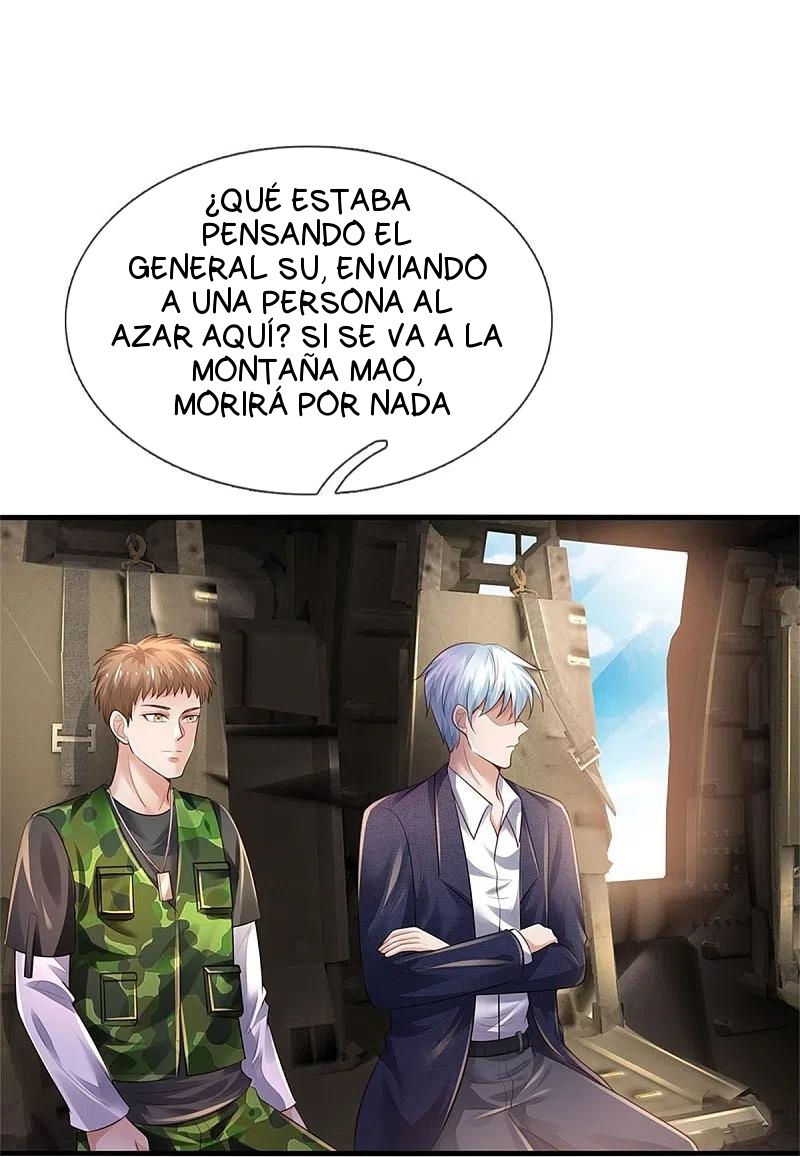 ¿QUÉ ESTABA
PENSANDO EL
GENERAL SU, ENVIANDO
A UNA PERSONA AL
AZAR AQUÍ? SI SE VA A LA
MONTAÑA MAO,
MORIRÁ POR NADA